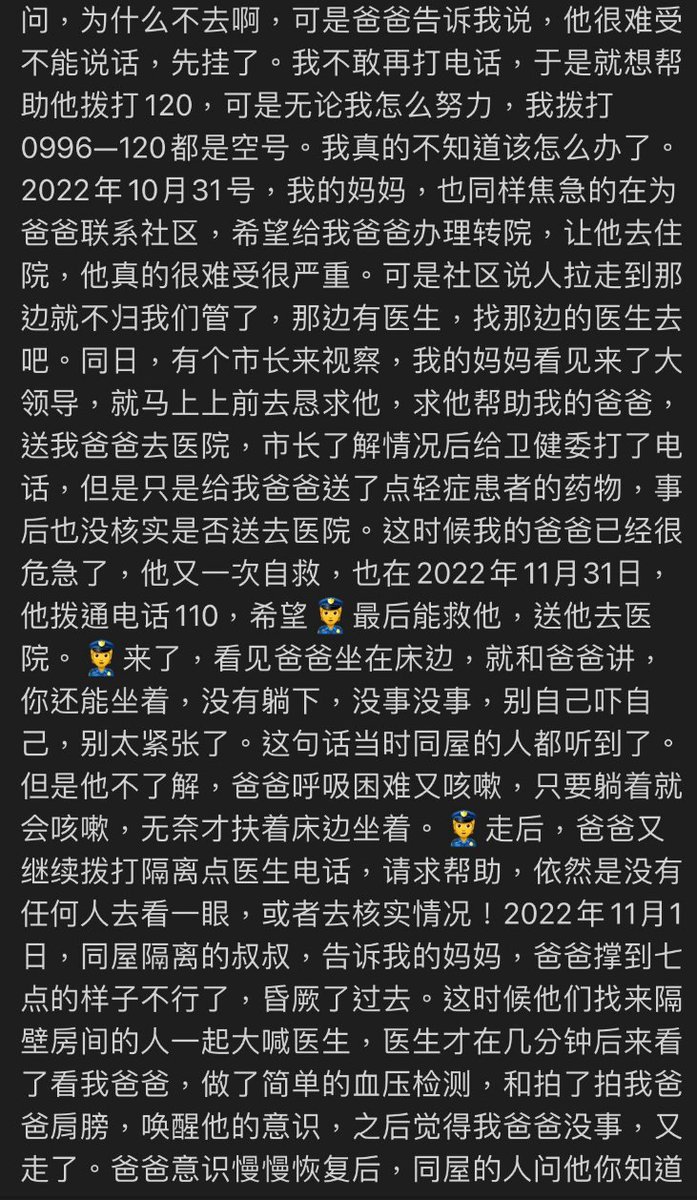 问，为什么不去啊，可是爸爸告诉我说，他很难受
不能说话，先挂了。我不敢再打电话，于是就想帮
助他拨打120，可是无论我怎么努力，我拨打
0996—120都是空号。我真的不知道该怎么办了。
2022年10月31号，我的妈妈，也同样焦急的在为
爸爸联系社区，希望给我爸爸办理转院，让他去住
院，他真的很难受很严重。可是社区说人拉走到那
边就不归我们管了，那边有医生，找那边的医生去
吧。同日，有个市长来视察，我的妈妈看见来了大
领导，就马上上前去恳求他，求他帮助我的爸爸，
送我爸爸去医院，市长了解情况后给卫健委打了电
话，但是只是给我爸爸送了点轻症患者的药物，事
后也没核实是否送去医院。这时候我的爸爸已经很
危急了，他又一次自救，也在2022年11月31日，
他拨通电话110，希望👮最后能救他，送他去医
院。👮来了，看见爸爸坐在床边，就和爸爸讲，
你还能坐着，没有躺下，没事没事，别自己吓自
己，别太紧张了。这句话当时同屋的人都听到了。
但是他不了解，爸爸呼吸困难又咳嗽，只要躺着就
会咳嗽，无奈才扶着床边坐着。👮走后，爸爸又
继续拨打隔离点医生电话，请求帮助，依然是没有
任何人去看一眼，或者去核实情况！2022年11月1
日，同屋隔离的叔叔，告诉我的妈妈，爸爸撑到七
点的样子不行了，昏厥了过去。这时候他们找来隔
壁房间的人一起大喊医生，医生才在几分钟后来看
了看我爸爸，做了简单的血压检测，和拍了拍我爸
爸肩膀，唤醒他的意识，之后觉得我爸爸没事，又
走了。爸爸意识慢慢恢复后，同屋的人问他你知道